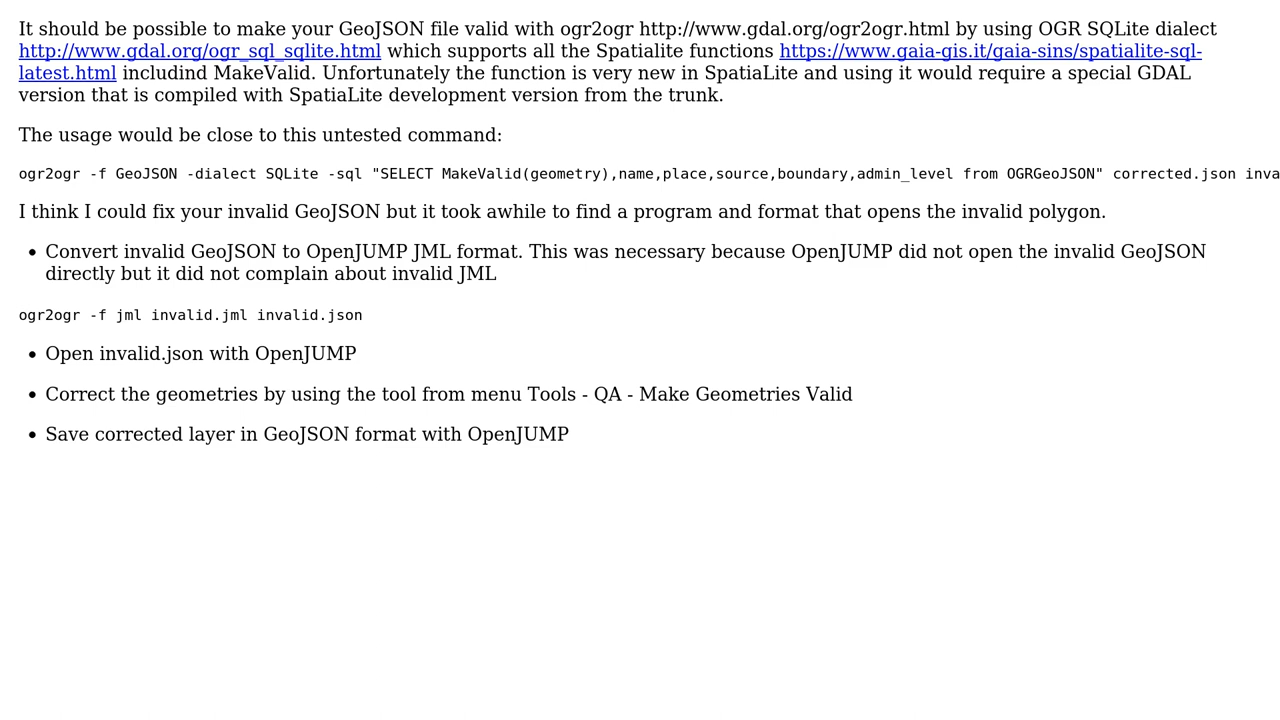 It should be possible to make your GeoJSON file valid with ogr2ogr http://www.gdal.org/ogr2ogr.html by using OGR SQLite dialect
http://www.gdal.org/ogr_sql_sqlite.html which supports all the Spatialite functions https://www.gaia-gis.it/gaia-sins/spatialite-sql-
latest.html includind MakeValid. Unfortunately the function is very new in SpatiaLite and using it would require a special GDAL
version that is compiled with SpatiaLite development version from the trunk.
The usage would be close to this untested command:
ogr2ogr -f GeoJSON -dialect SQLite -sql "SELECT MakeValid(geometry),name,place,source,boundary,admin_level from OGRGeoJSON" corrected.json inva
I think I could fix your invalid GeoJSON but it took awhile to find a program and format that opens the invalid polygon.
• Convert invalid GeoJSON to OpenJUMP JML format. This was necessary because OpenJUMP did not open the invalid GeoJSON
directly but it did not complain about invalid JML
ogr2ogr -f jml invalid.jml invalid.json
• Open invalid.json with OpenJUMP
• Correct the geometries by using the tool from menu Tools - QA - Make Geometries Valid
• Save corrected layer in GeoJSON format with OpenJUMP